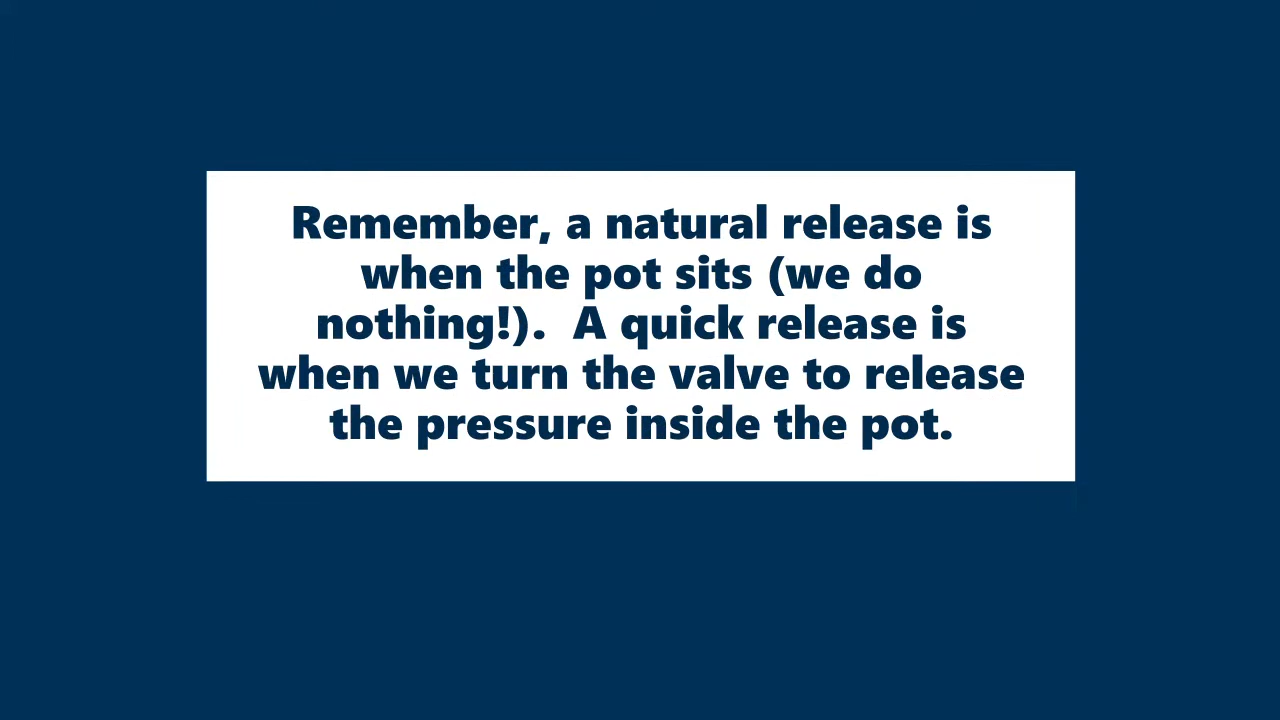 Remember, a natural release is
when the pot sits (we do
nothing!).  A quick release is
when we turn the valve to release
the pressure inside the pot.